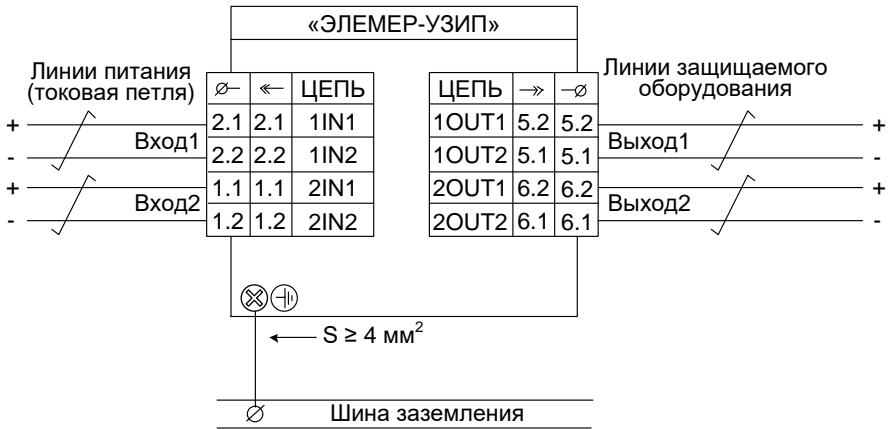 «ЭЛЕМЕР-УЗИП»
Линии питания
(токовая петля)
Линии защищаемого
оборудования
ЦЕПЬ
ЦЕПЬ
+ Вход1 2.1 2.1 1IN1
- 2.2 2.2 1IN2
+ Вход2 1.1 1.1 2IN1
- 1.2 1.2 2IN2
1OUT1 5.2 5.2 Выход1 +
1OUT2 5.1 5.1 -
2OUT1 6.2 6.2 Выход2 +
2OUT2 6.1 6.1 -
S ≥ 4 мм²
Шина заземления